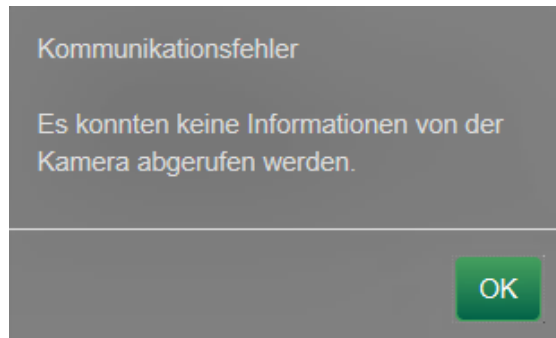 Kommunikationsfehler
Es konnten keine Informationen von der
Kamera abgerufen werden.
OK